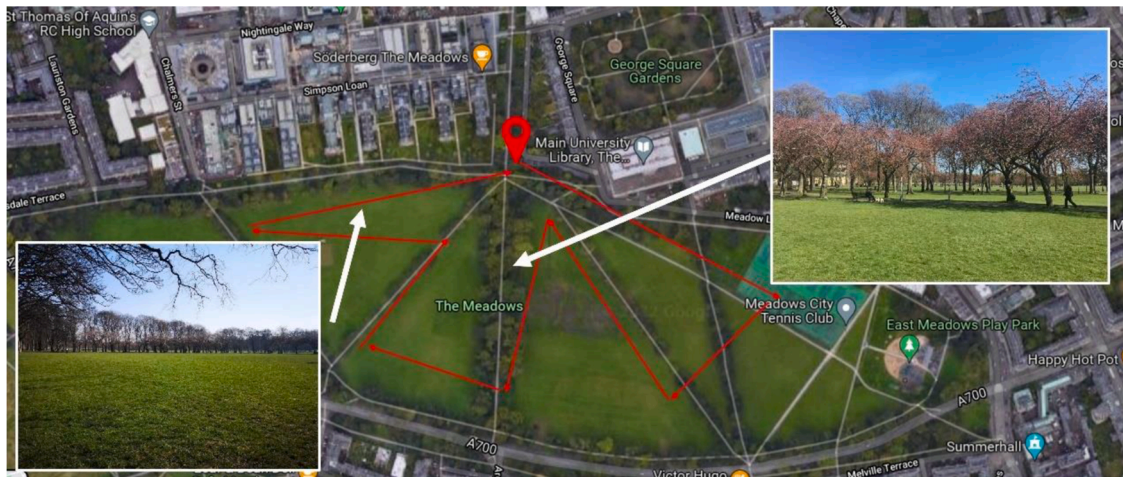 St Thomas Of Aquin's
RC High School
Nightingale Way
Lauriston Gardens
Chalmers St
Soderberg The Meadows
Simpson Loan
George Square
George Square
Gardens
Main University
Library, The...
sdale Terrace
Meadow L
The Meadows
Meadows City
Tennis Club
East Meadows Play Park
Happy Hot Pot
A700
A700
Summerhall
Melville Terrace
Victor Hugo